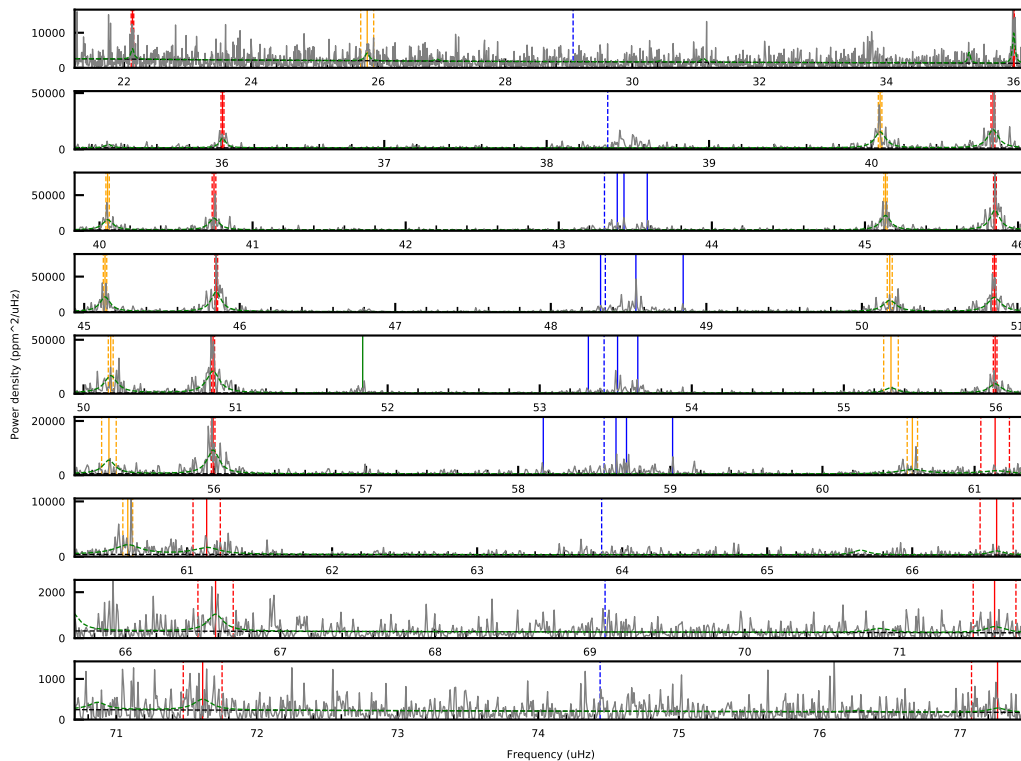 10000
0
22 24 26 28 30 32 34 36
50000
0
36 37 38 39 40
50000
0
40 41 42 43 44 45 46
50000
0
45 46 47 48 49 50 51
50000
0
50 51 52 53 54 55 56
20000
0
56 57 58 59 60 61
10000
0
61 62 63 64 65 66
2000
0
66 67 68 69 70 71
1000
0
71 72 73 74 75 76 77
Power density (ppm^2/uHz)
Frequency (uHz)